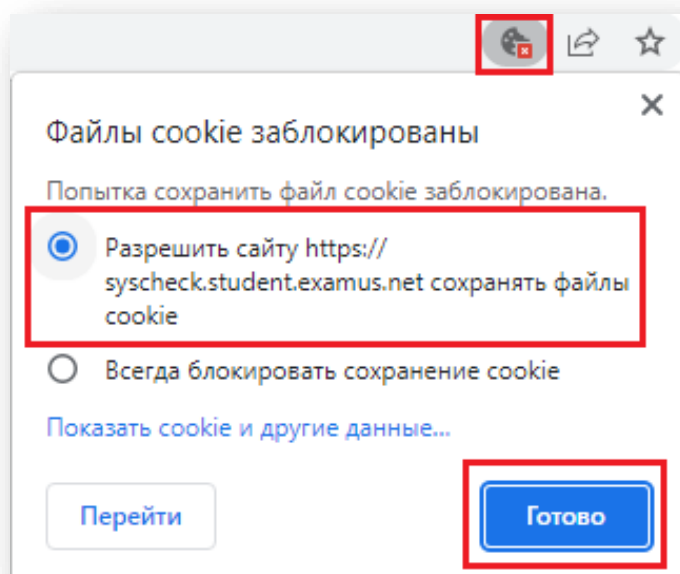 Файлы cookie заблокированы
Попытка сохранить файл cookie заблокирована.
Разрешить сайту https://
syscheck.student.examus.net сохранять файлы
cookie
Всегда блокировать сохранение cookie
Показать cookie и другие данные...
Перейти
Готово